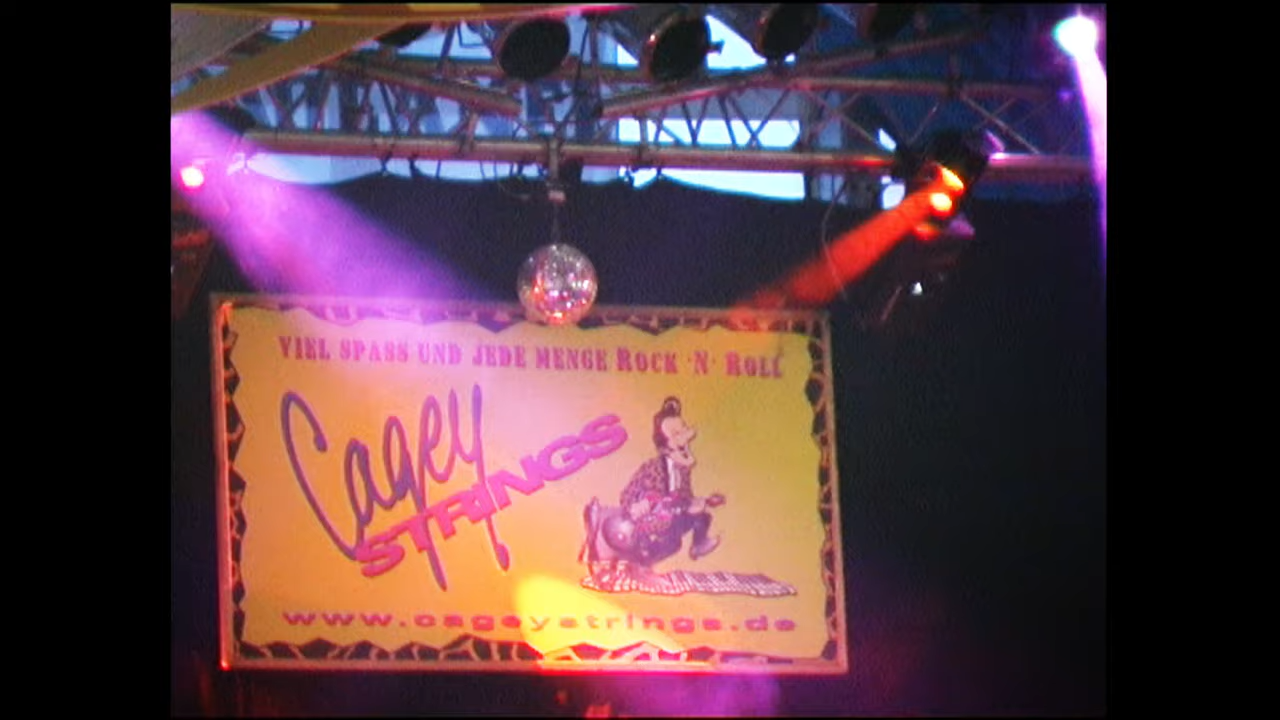 VIEL SPASS UND JEDE MENGE ROCK 'N' ROLL
Cagey
STRINGS
www.cageystrings.de